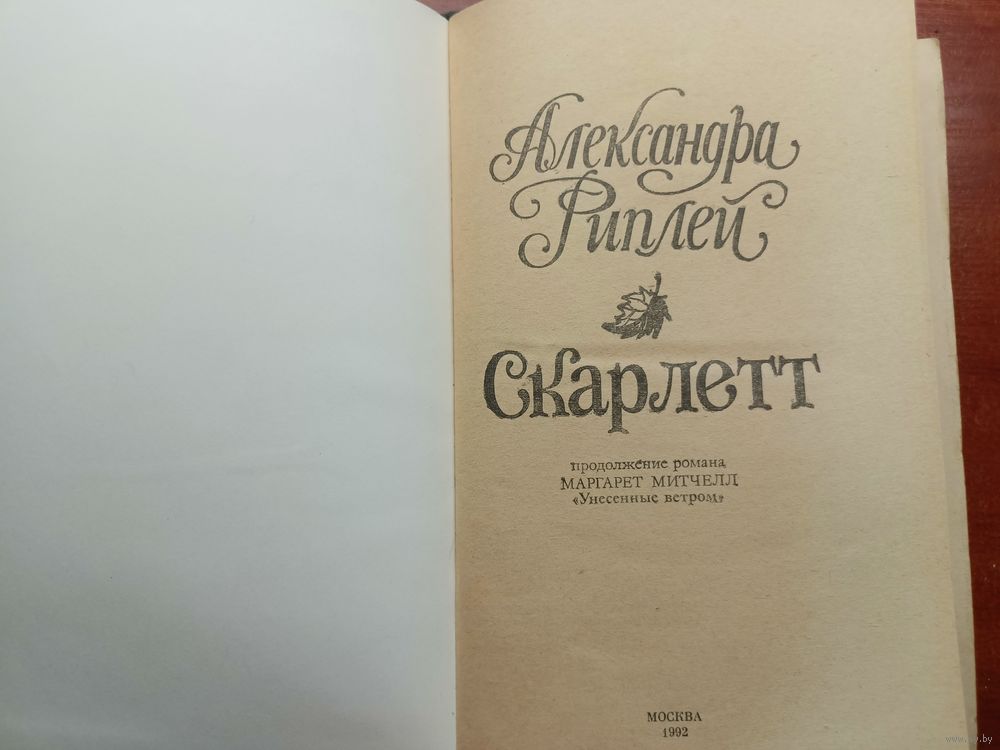 Александра
Риплей
Скарлетт
продолжение романа
МАРГАРЕТ МИТЧЕЛЛ
«Унесенные ветром»
МОСКВА
1992